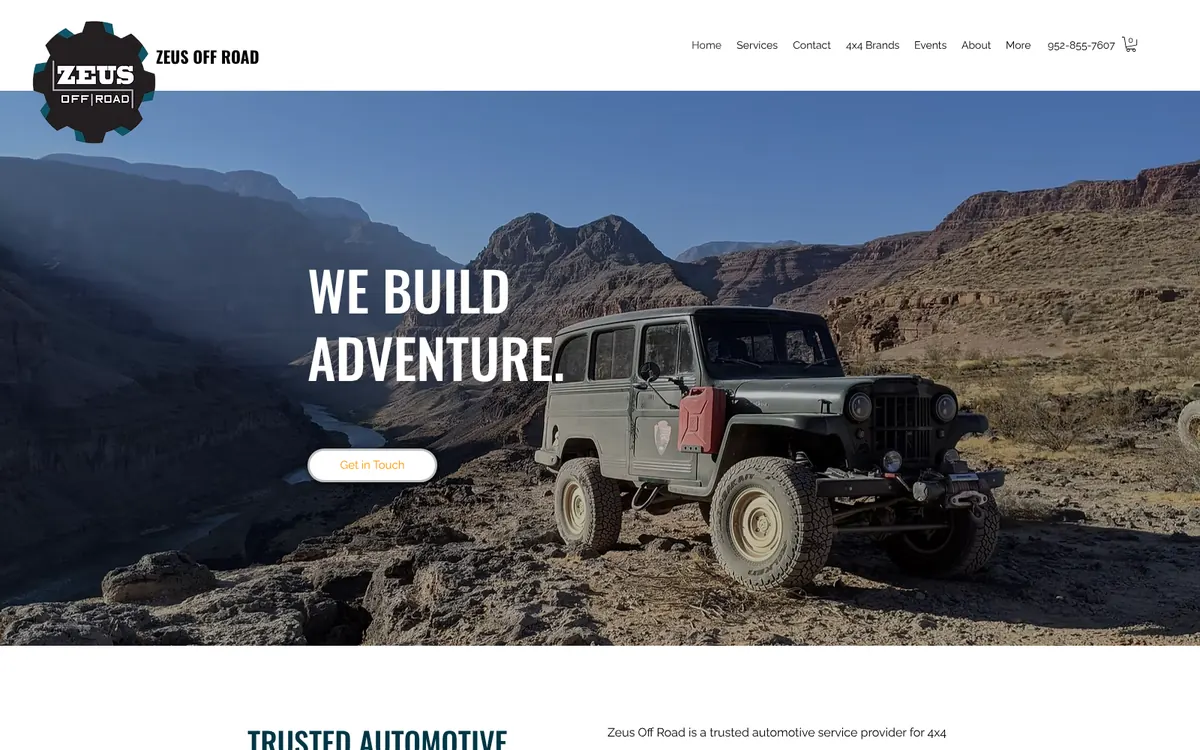 ZEUS
OFF ROAD
ZEUS OFF ROAD
Home Services Contact 4x4 Brands Events About More 952-855-7607 0
WE BUILD
ADVENTURE.
Get in Touch
TRUSTED AUTOMOTIVE
Zeus Off Road is a trusted automotive service provider for 4x4